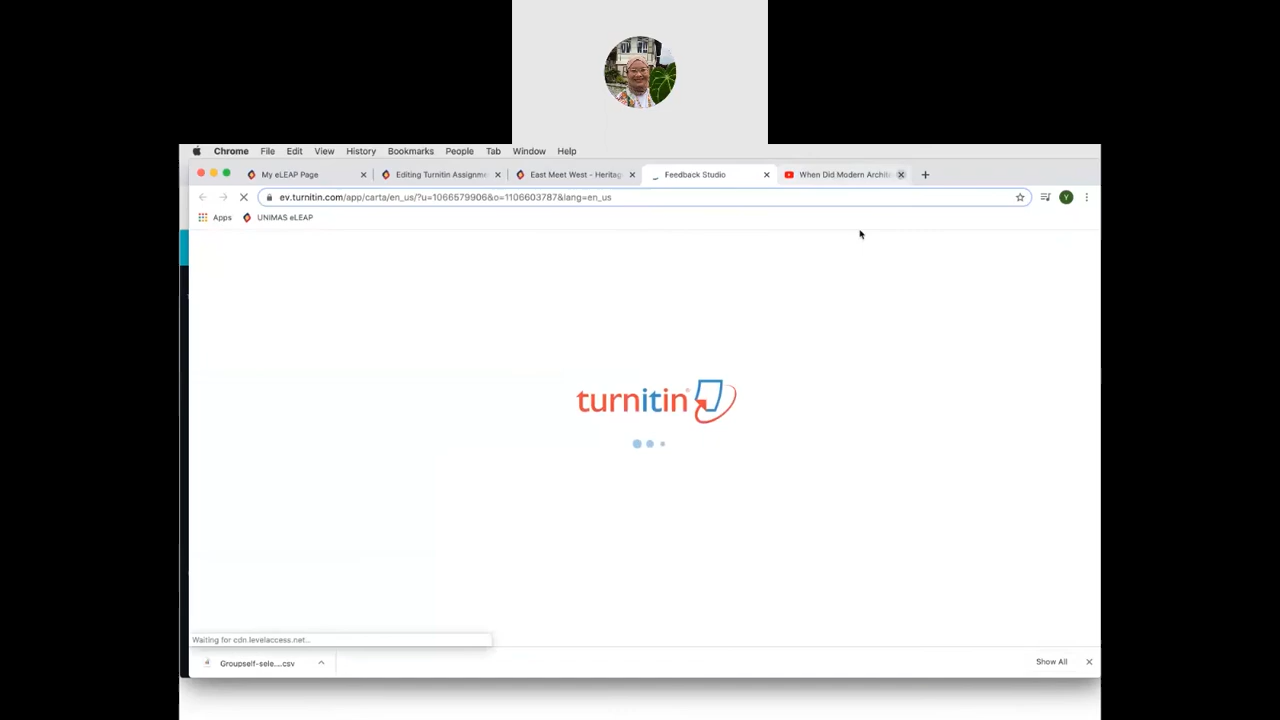 Chrome File Edit View History Bookmarks People Tab Window Help
My eLEAP Page
Editing Turnitin Assignme
East Meet West - Heritag
Feedback Studio
When Did Modern Archit
ev.turnitin.com/app/carta/en_us/?u=1066579906&o=1106603787&lang=en_us
Y
Apps
UNIMAS eLEAP
turnitin
Waiting for cdn.levelaccess.net...
Groupself-sele....csv
Show All